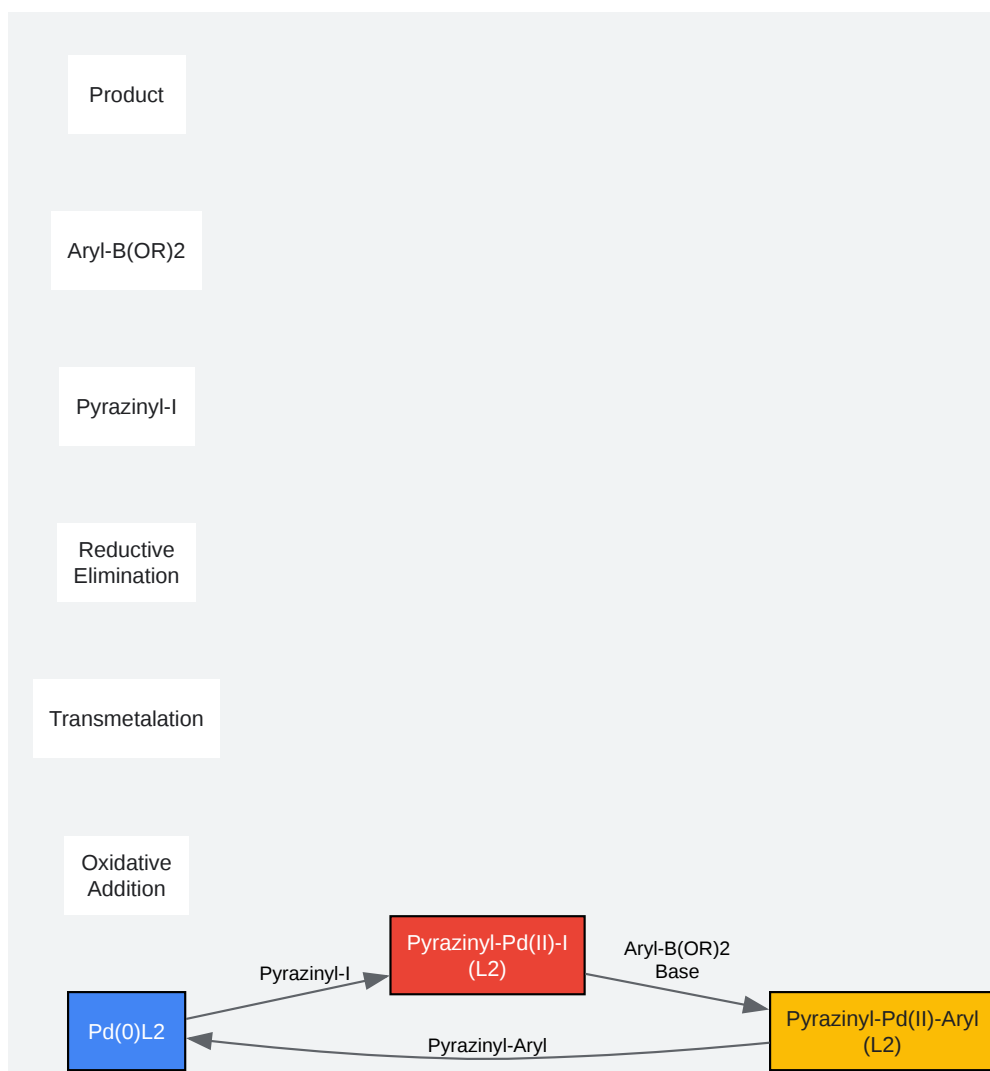 Product
Aryl-B(OR)2
Pyrazinyl-I
Reductive
Elimination
Transmetalation
Oxidative
Addition
Pyrazinyl-Pd(II)-I
(L2)
Aryl-B(OR)2
Base
Pyrazinyl-I
Pd(0)L2
Pyrazinyl-Pd(II)-Aryl
(L2)
Pyrazinyl-Aryl